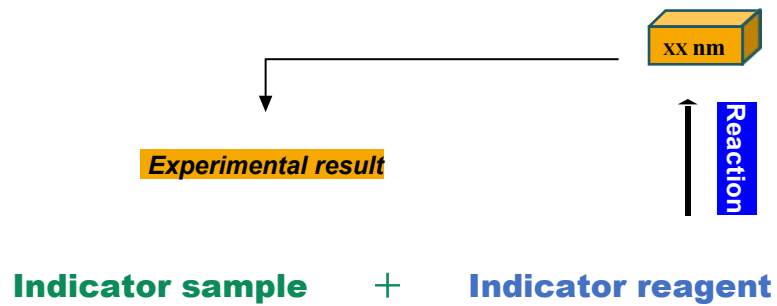 xx nm
Reaction
Experimental result
Indicator sample + Indicator reagent